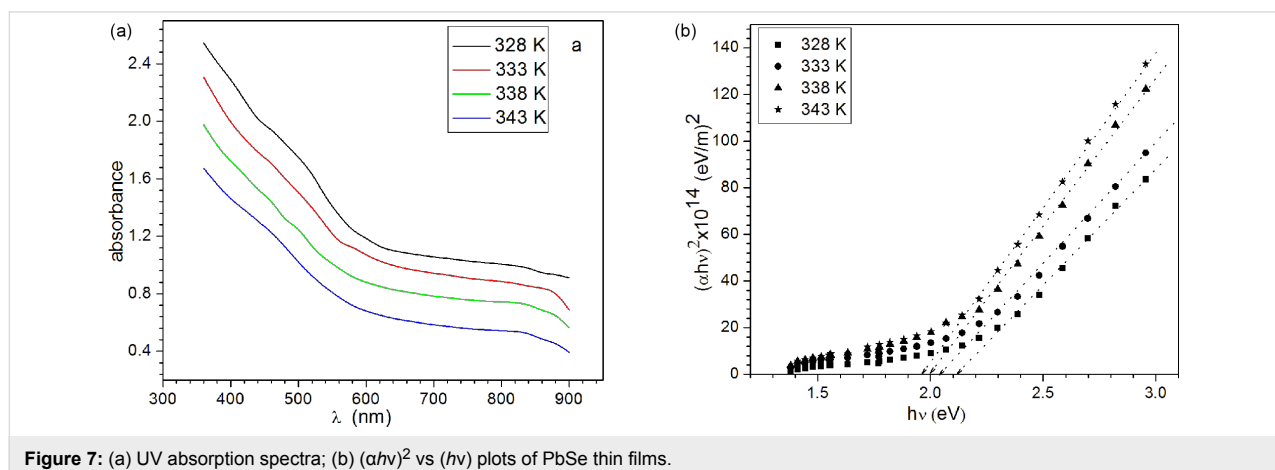 (a)
a
328 K
333 K
338 K
343 K
absorbance
2.4
2.0
1.6
1.2
0.8
0.4
300 400 500 600 700 800 900
λ (nm)
(b)
328 K
333 K
338 K
343 K
(αhν)²x10¹⁴ (eV/m)²
140
120
100
80
60
40
20
0
1.5 2.0 2.5 3.0
hν (eV)
Figure 7: (a) UV absorption spectra; (b) (αhν)² vs (hν) plots of PbSe thin films.